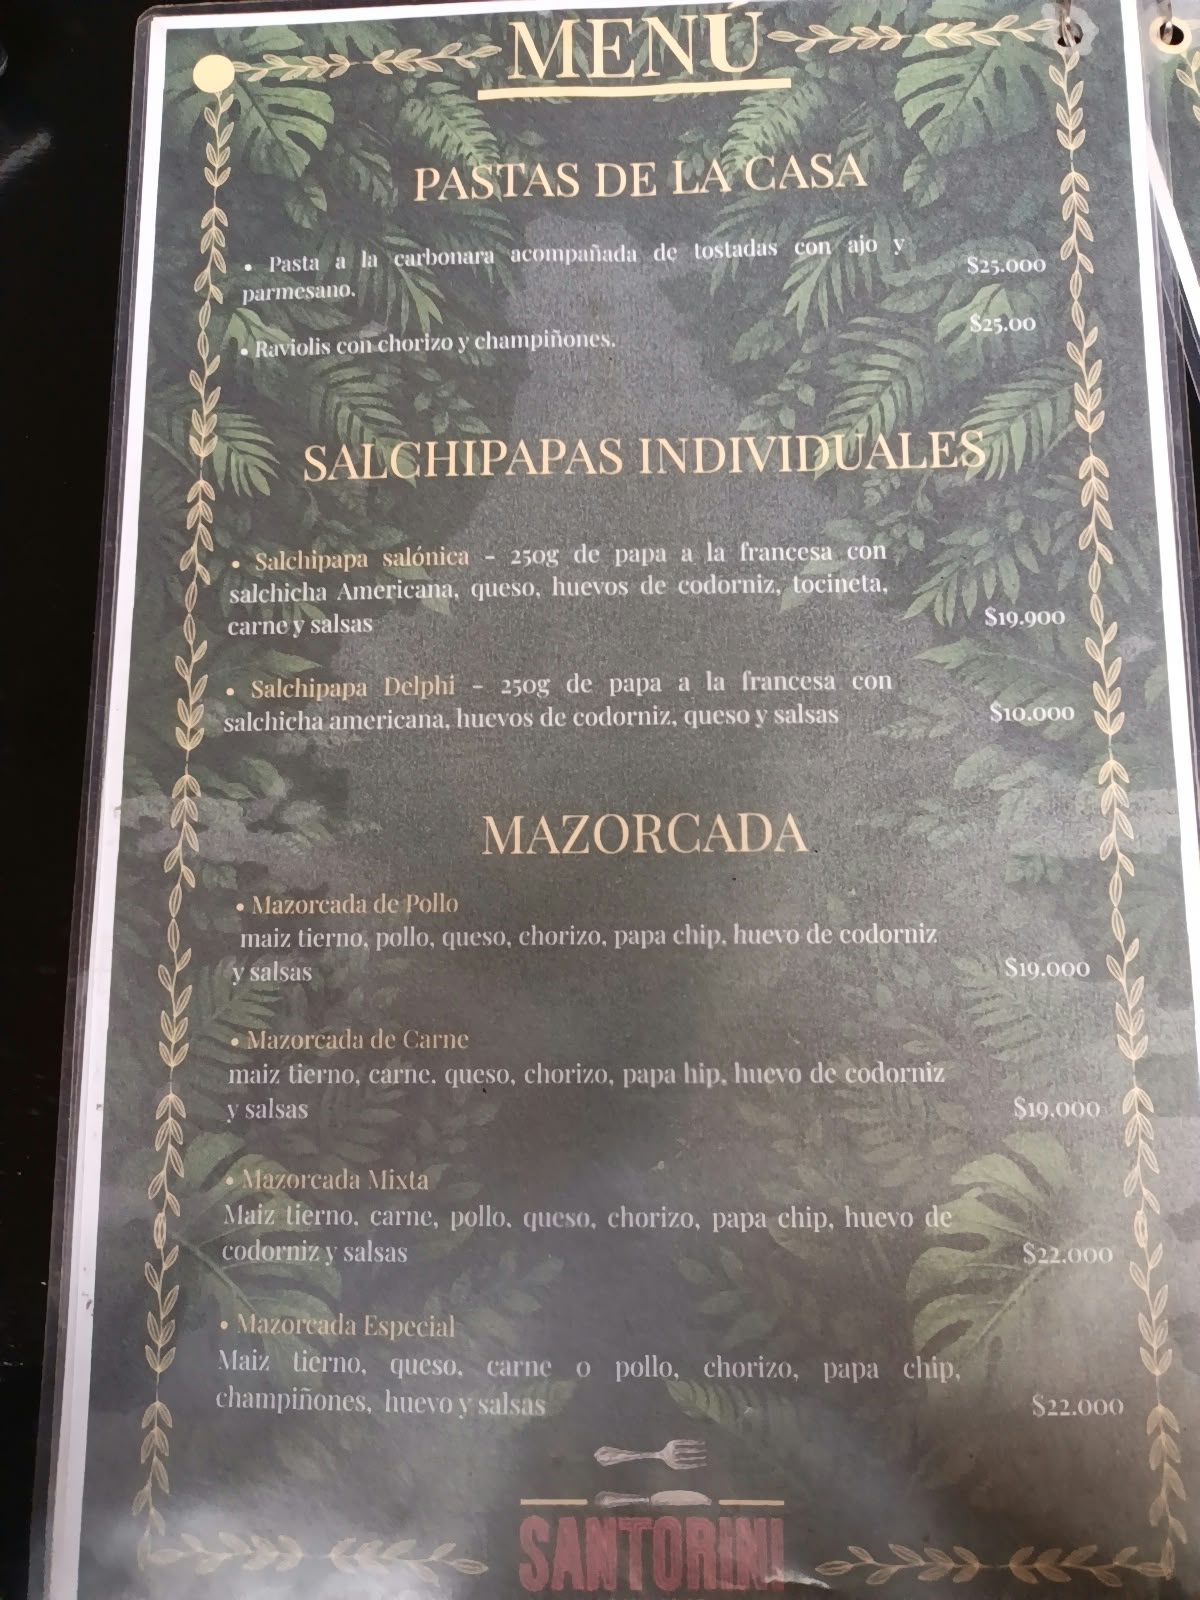 MENÚ
PASTAS DE LA CASA
• Pasta a la carbonara acompañada de tostadas con ajo y
parmesano.
$25.000
• Raviolis con chorizo y champiñones.
$25.00
SALCHIPAPAS INDIVIDUALES
• Salchipapa salónica - 250g de papa a la francesa con
salchicha Americana, queso, huevos de codorniz, tocineta,
carne y salsas
$19.900
• Salchipapa Delphi - 250g de papa a la francesa con
salchicha americana, huevos de codorniz, queso y salsas
$10.000
MAZORCADA
• Mazorcada de Pollo
maiz tierno, pollo, queso, chorizo, papa chip, huevo de codorniz
y salsas
$19.000
• Mazorcada de Carne
maiz tierno, carne, queso, chorizo, papa hip, huevo de codorniz
y salsas
$19.000
• Mazorcada Mixta
Maiz tierno, carne, pollo, queso, chorizo, papa chip, huevo de
codorniz y salsas
$22.000
• Mazorcada Especial
Maiz tierno, queso, carne o pollo, chorizo, papa chip,
champiñones, huevo y salsas
$22.000
SANTORINI